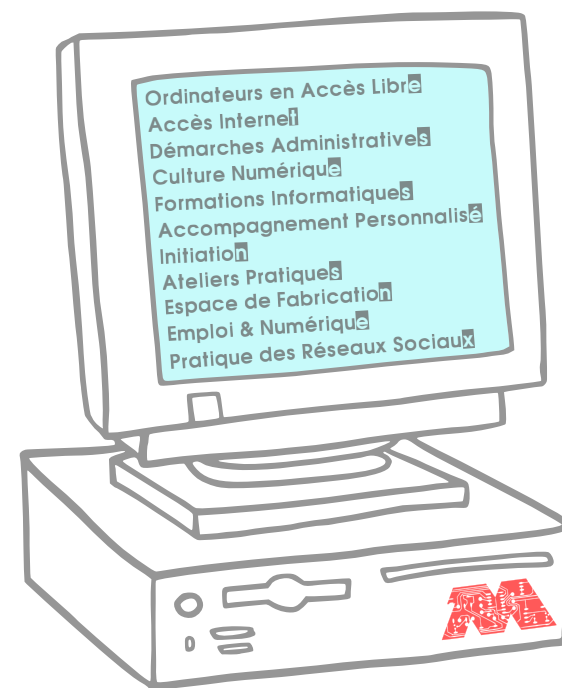 Ordinateurs en Accès Libre
Accès Internet
Démarches Administratives
Culture Numérique
Formations Informatiques
Accompagnement Personnalisé
Initiation
Ateliers Pratiques
Espace de Fabrication
Emploi & Numérique
Pratique des Réseaux Sociaux
M